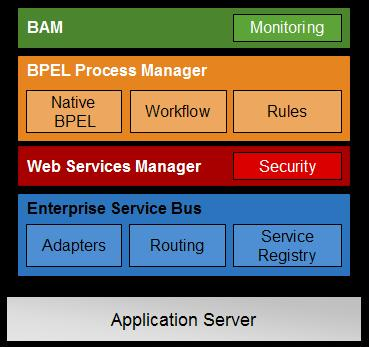 BAM
Monitoring
BPEL Process Manager
Native
BPEL
Workflow
Rules
Web Services Manager
Security
Enterprise Service Bus
Adapters
Routing
Service
Registry
Application Server